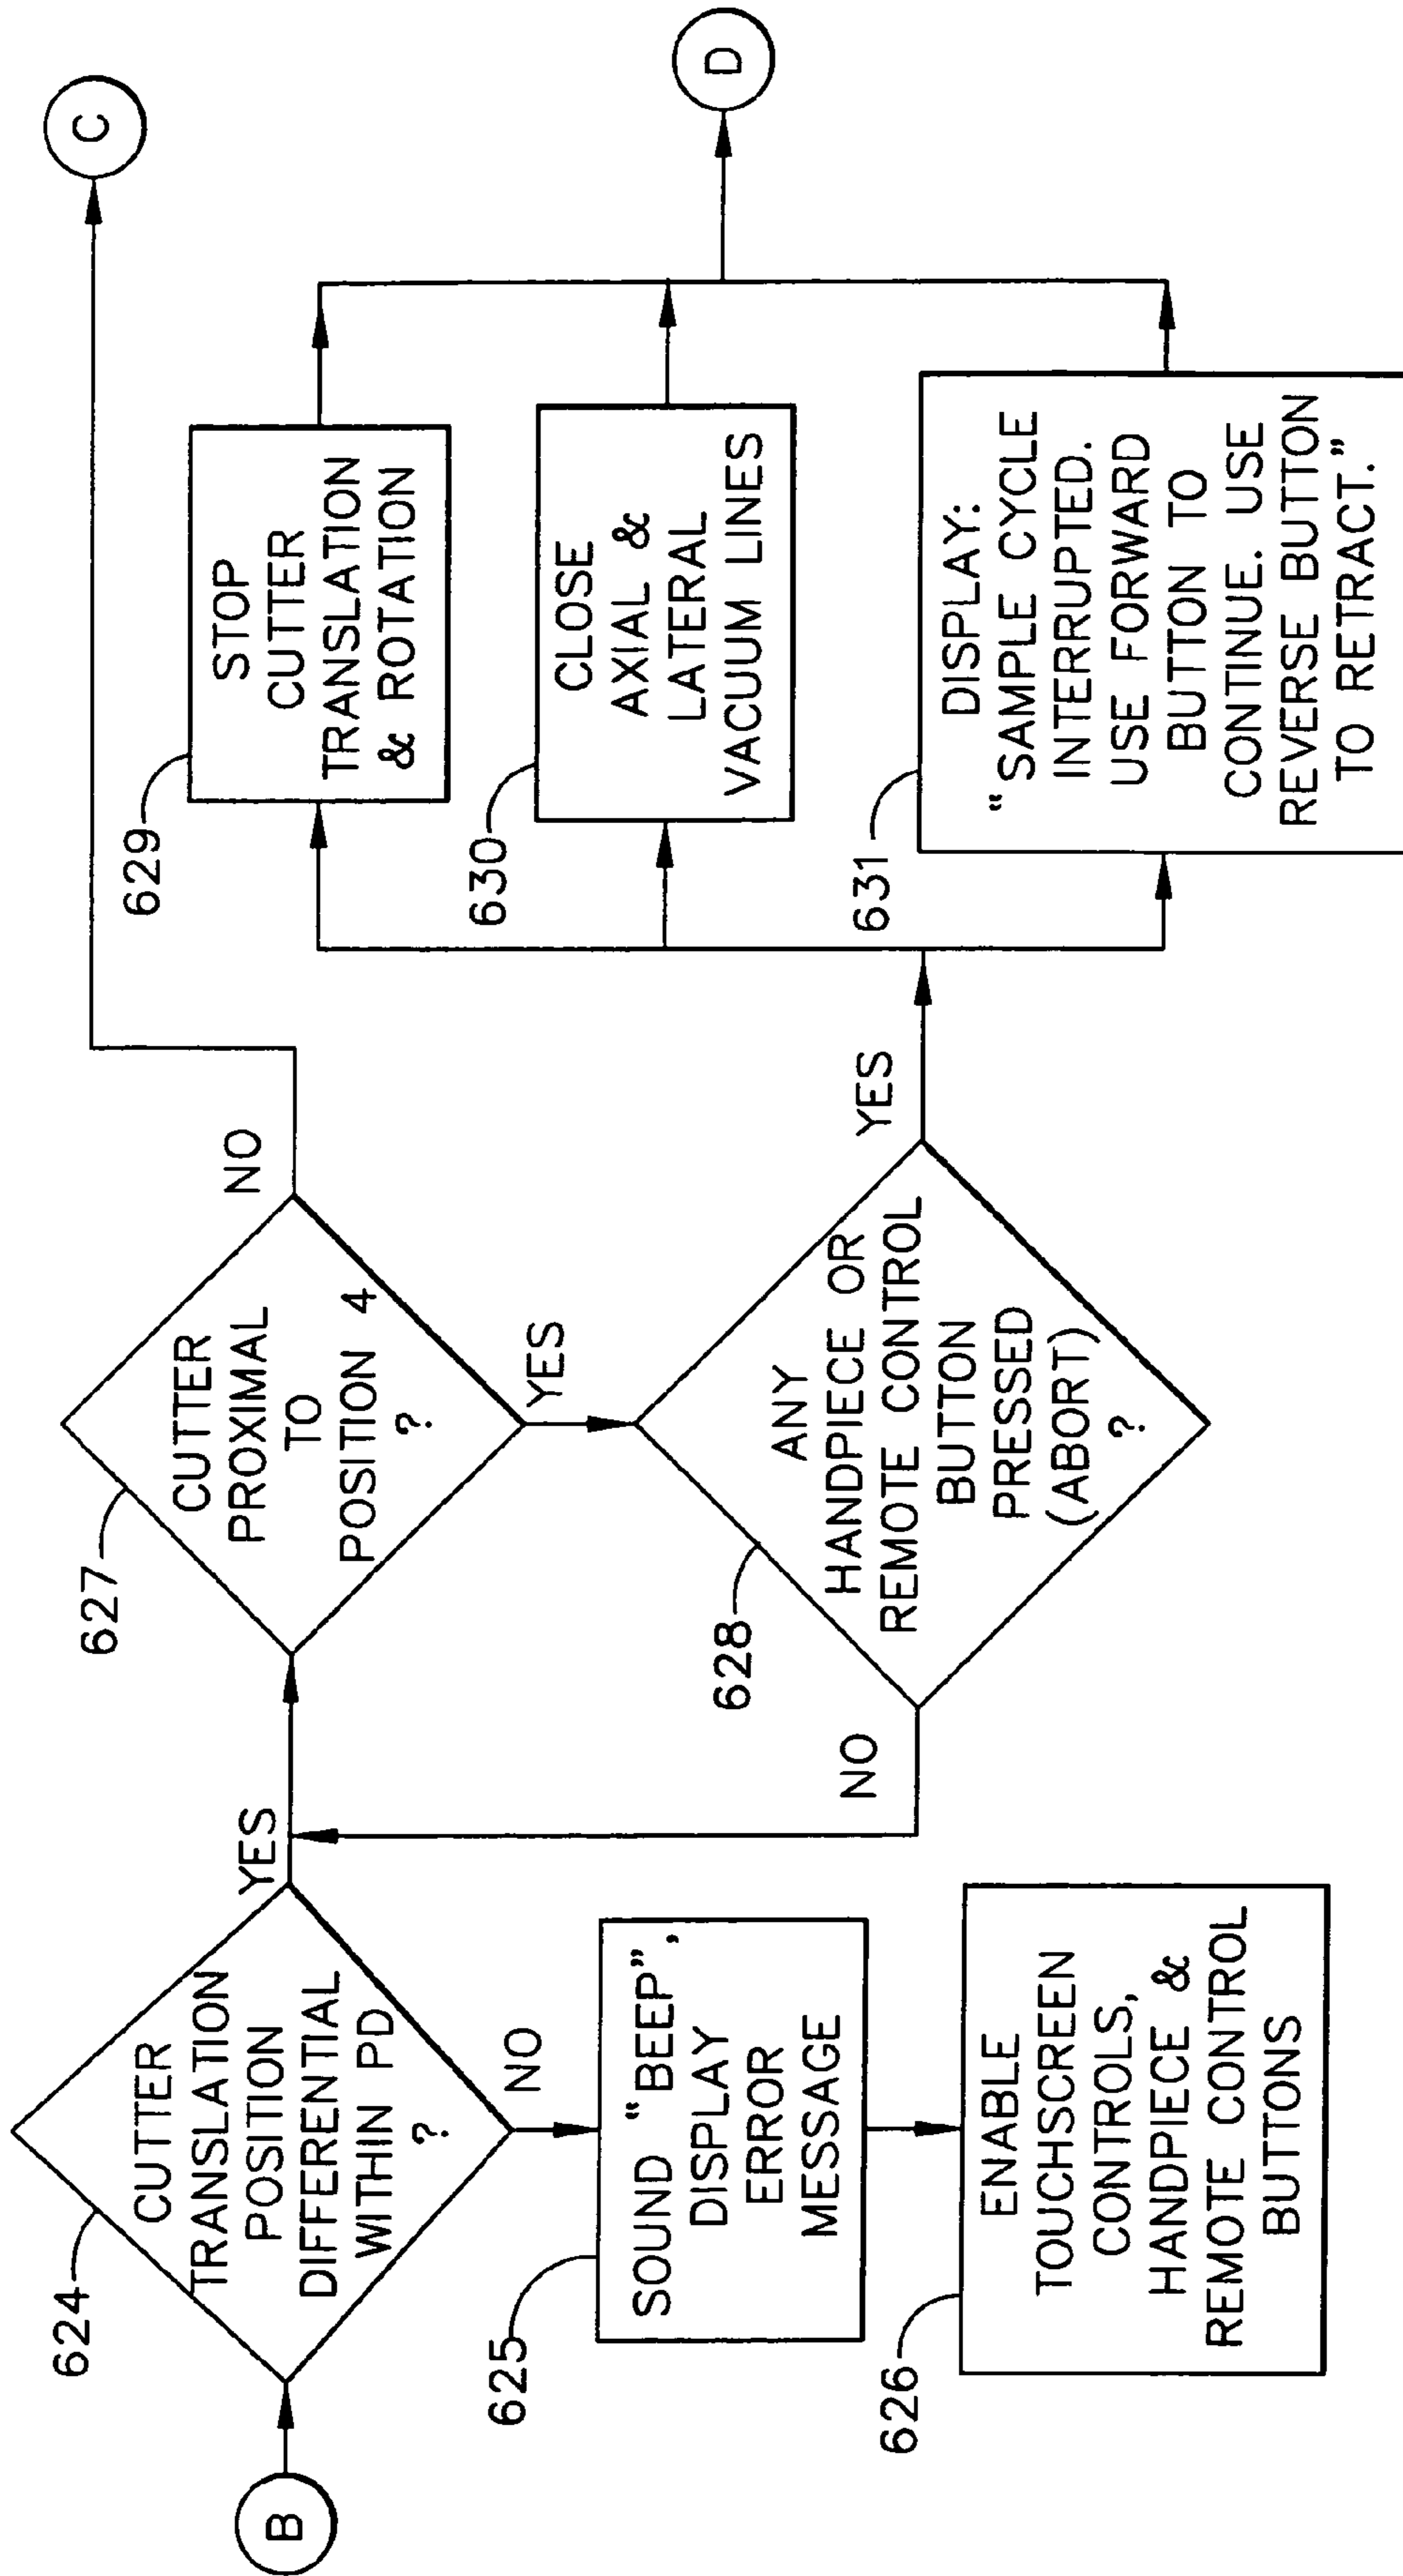 B
624
CUTTER
TRANSLATION
POSITION
DIFFERENTIAL
WITHIN PD
?
YES
NO
625
SOUND "BEEP",
DISPLAY
ERROR
MESSAGE
626
ENABLE
TOUCHSCREEN
CONTROLS,
HANDPIECE &
REMOTE CONTROL
BUTTONS
627
CUTTER
PROXIMAL
TO
POSITION 4
?
NO
YES
C
628
ANY
HANDPIECE OR
REMOTE CONTROL
BUTTON
PRESSED
(ABORT)
?
NO
YES
629
STOP
CUTTER
TRANSLATION
& ROTATION
630
CLOSE
AXIAL &
LATERAL
VACUUM LINES
631
DISPLAY:
"SAMPLE CYCLE
INTERRUPTED.
USE FORWARD
BUTTON TO
CONTINUE. USE
REVERSE BUTTON
TO RETRACT."
D